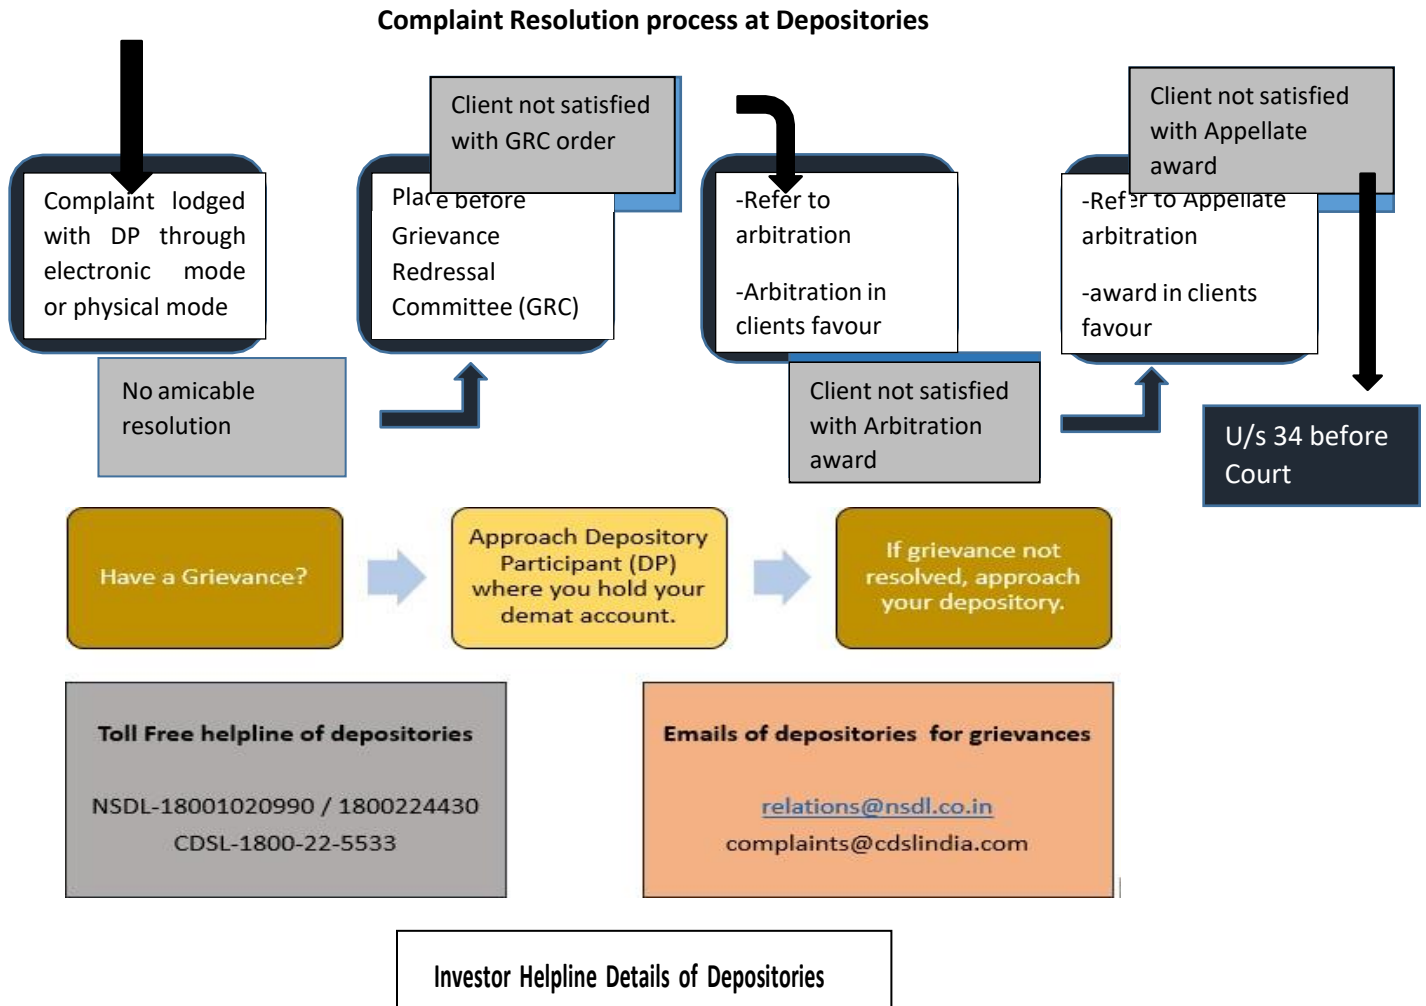 Complaint Resolution process at Depositories
Complaint lodged
with DP through
electronic mode
or physical mode
No amicable
resolution
Place before
Grievance
Redressal
Committee (GRC)
Client not satisfied
with GRC order
-Refer to
arbitration
-Arbitration in
clients favour
Client not satisfied
with Arbitration
award
-Refer to Appellate
arbitration
-award in clients
favour
Client not satisfied
with Appellate
award
U/s 34 before
Court
Have a Grievance?
Approach Depository
Participant (DP)
where you hold your
demat account.
If grievance not
resolved, approach
your depository.
Toll Free helpline of depositories
NSDL-18001020990 / 1800224430
CDSL-1800-22-5533
Emails of depositories for grievances
relations@nsdl.co.in
complaints@cdslindia.com
Investor Helpline Details of Depositories